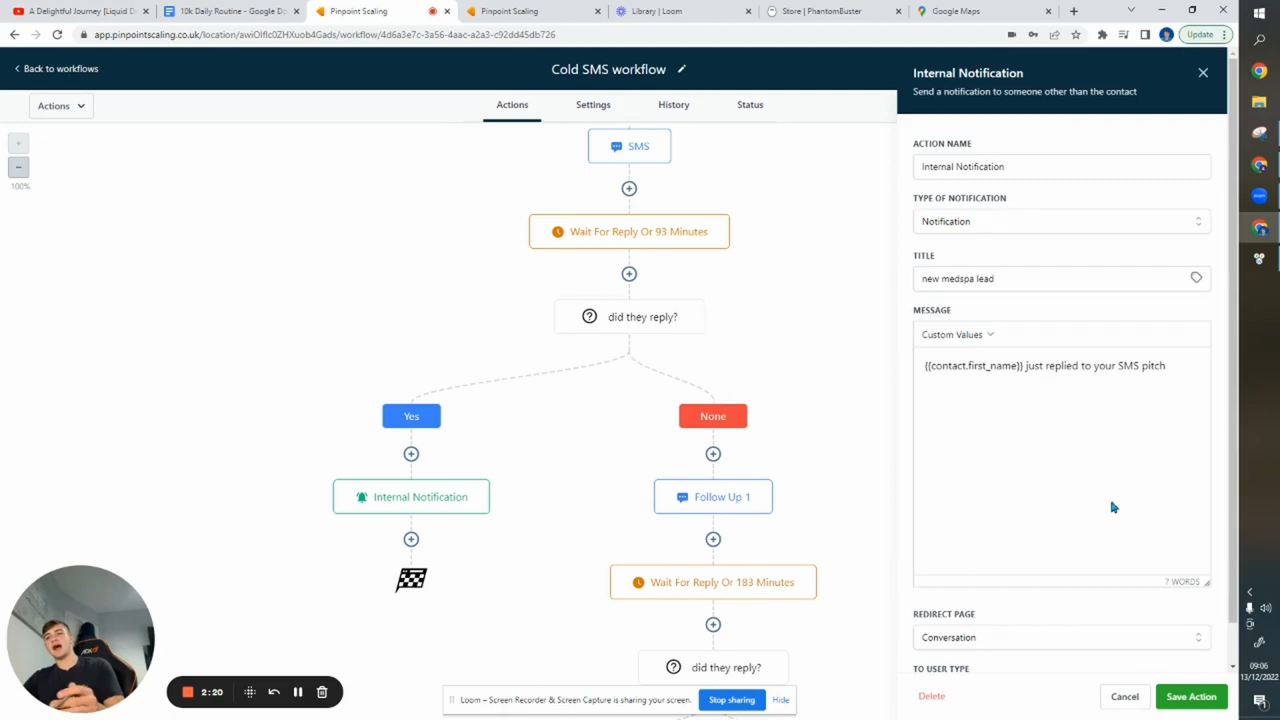 A Delightful Journey [Liquid D
10k Daily Routine - Google Do
Pinpoint Scaling
Pinpoint Scaling
Library | Loom
Store | PhantomBuster
Google Maps
app.pinpointscaling.co.uk/location/awiOlflc0ZHXuob4Gads/workflow/4d6a3e7c-3a56-4aac-a2a3-c92dd45db726
Update
Back to workflows
Cold SMS workflow
Actions
Actions
Settings
History
Status
100%
SMS
Wait For Reply Or 93 Minutes
did they reply?
Yes
None
Internal Notification
Follow Up 1
Wait For Reply Or 183 Minutes
did they reply?
2:20
Loom – Screen Recorder & Screen Capture is sharing your screen.
Stop sharing
Hide
Internal Notification
Send a notification to someone other than the contact
ACTION NAME
Internal Notification
TYPE OF NOTIFICATION
Notification
TITLE
new medspa lead
MESSAGE
Custom Values
{{contact.first_name}} just replied to your SMS pitch
7 WORDS
REDIRECT PAGE
Conversation
TO USER TYPE
Delete
Cancel
Save Action
09:06
13/12/2022